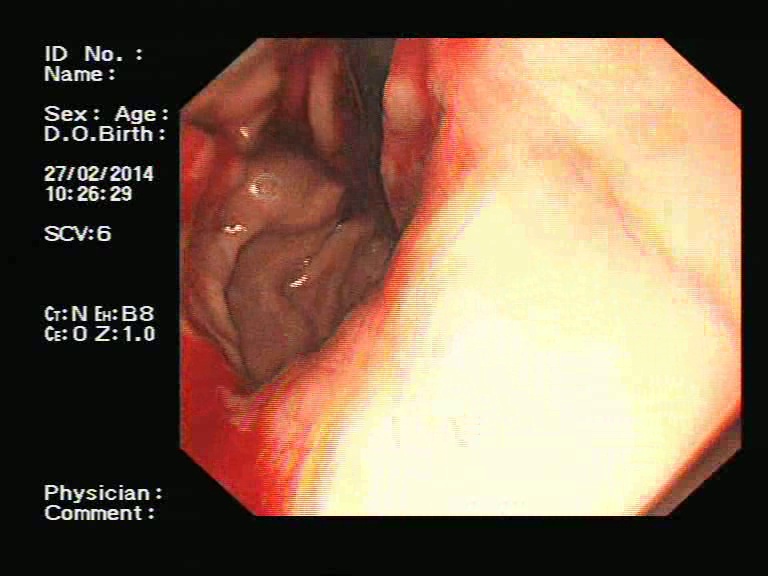 ID No. :
Name:
Sex: Age:
D.O.Birth:
27/02/2014
10:26:29
SCV:6
CT:N EH:B8
CE:0 Z:1.0
Physician:
Comment: